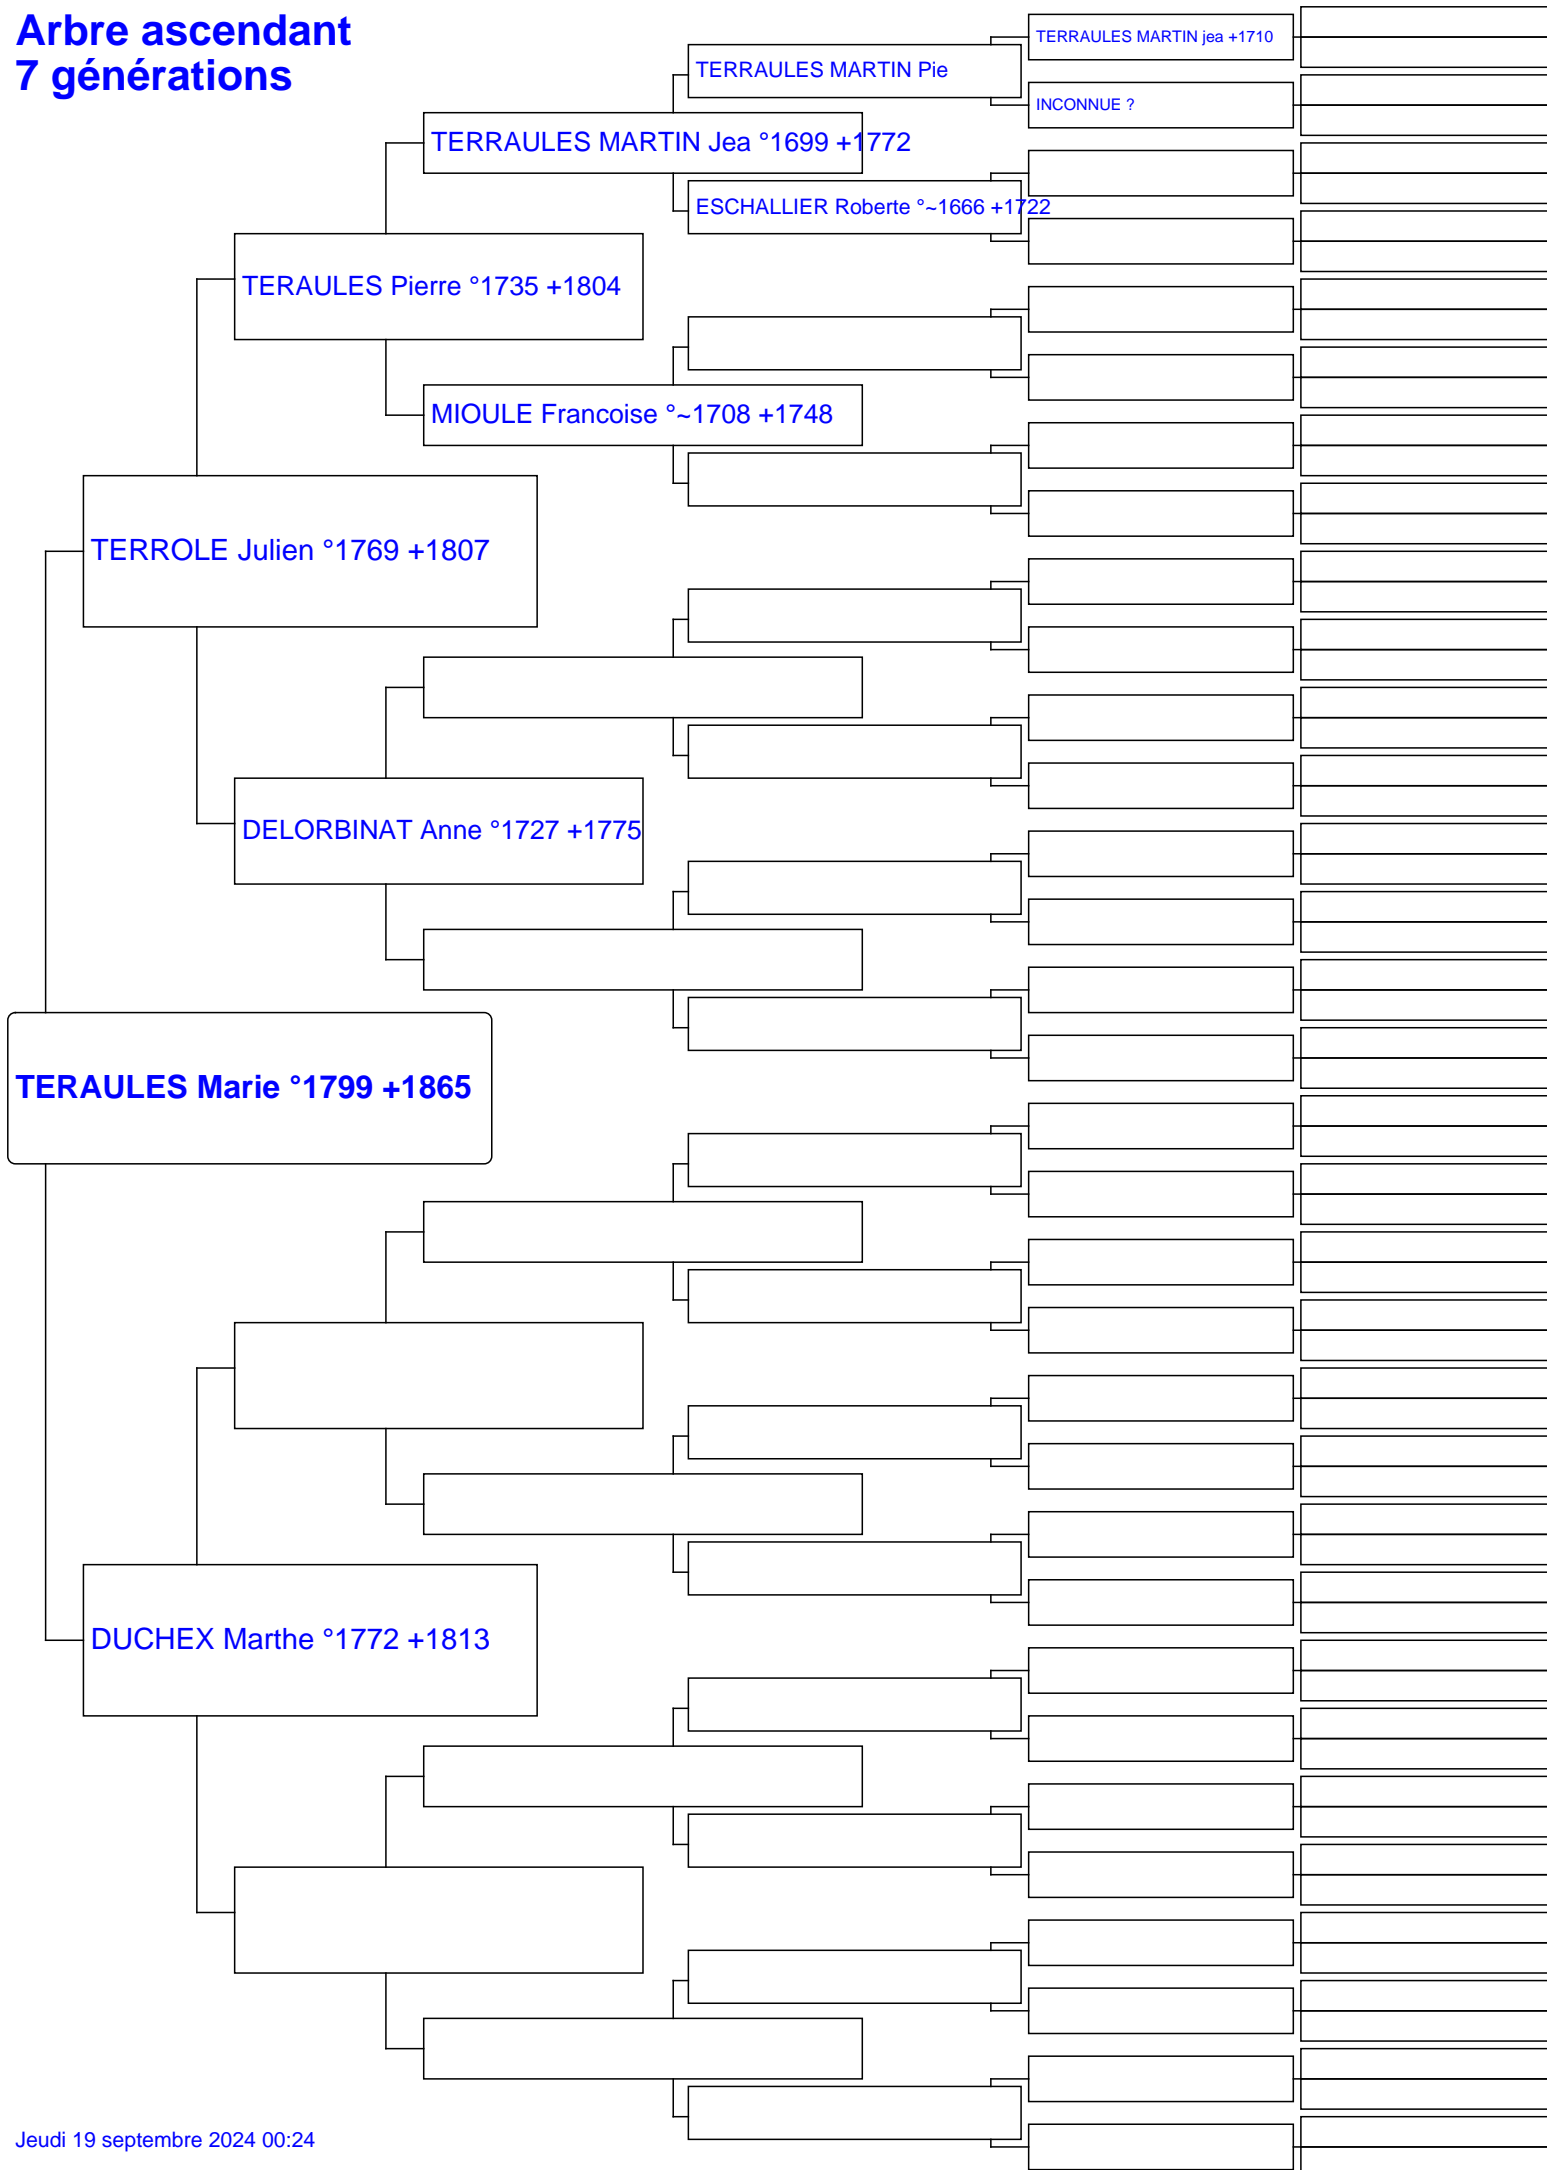 Arbre ascendant
7 générations
TERRAULES MARTIN jea +1710
TERRAULES MARTIN Pie
INCONNUE ?
TERRAULES MARTIN Jea °1699 +1772
ESCHALLIER Roberte °~1666 +1722
TERAULES Pierre °1735 +1804
MIOULE Francoise °~1708 +1748
TERROLE Julien °1769 +1807
DELORBINAT Anne °1727 +1775
TERAULES Marie °1799 +1865
DUCHEX Marthe °1772 +1813
Jeudi 19 septembre 2024 00:24